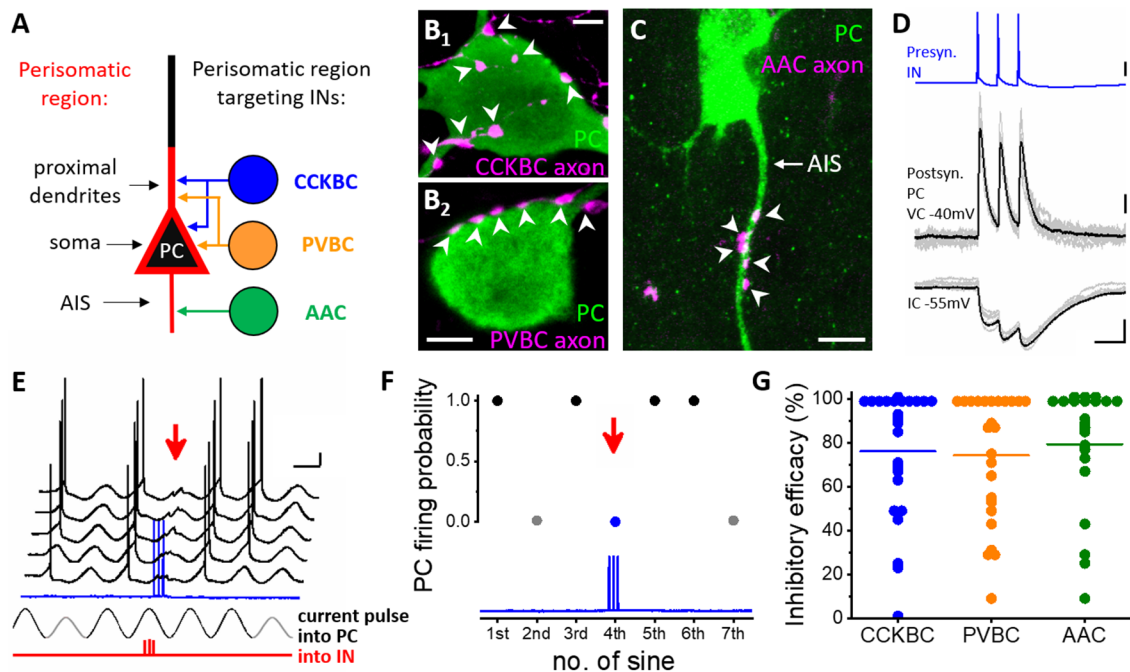 A
Perisomatic
region:
Perisomatic region
targeting INs:
proximal
dendrites
soma
AIS
PC
CCKBC
PVBC
AAC
B1
PC
CCKBC axon
B2
PC
PVBC axon
C
PC
AAC axon
AIS
D
Presyn.
IN
Postsyn.
PC
VC -40mV
IC -55mV
E
current pulse
into PC
into IN
F
PC firing probability
1.0
0.5
0.0
1st 2nd 3rd 4th 5th 6th 7th
no. of sine
G
Inhibitory efficacy (%)
100
80
60
40
20
0
CCKBC PVBC AAC